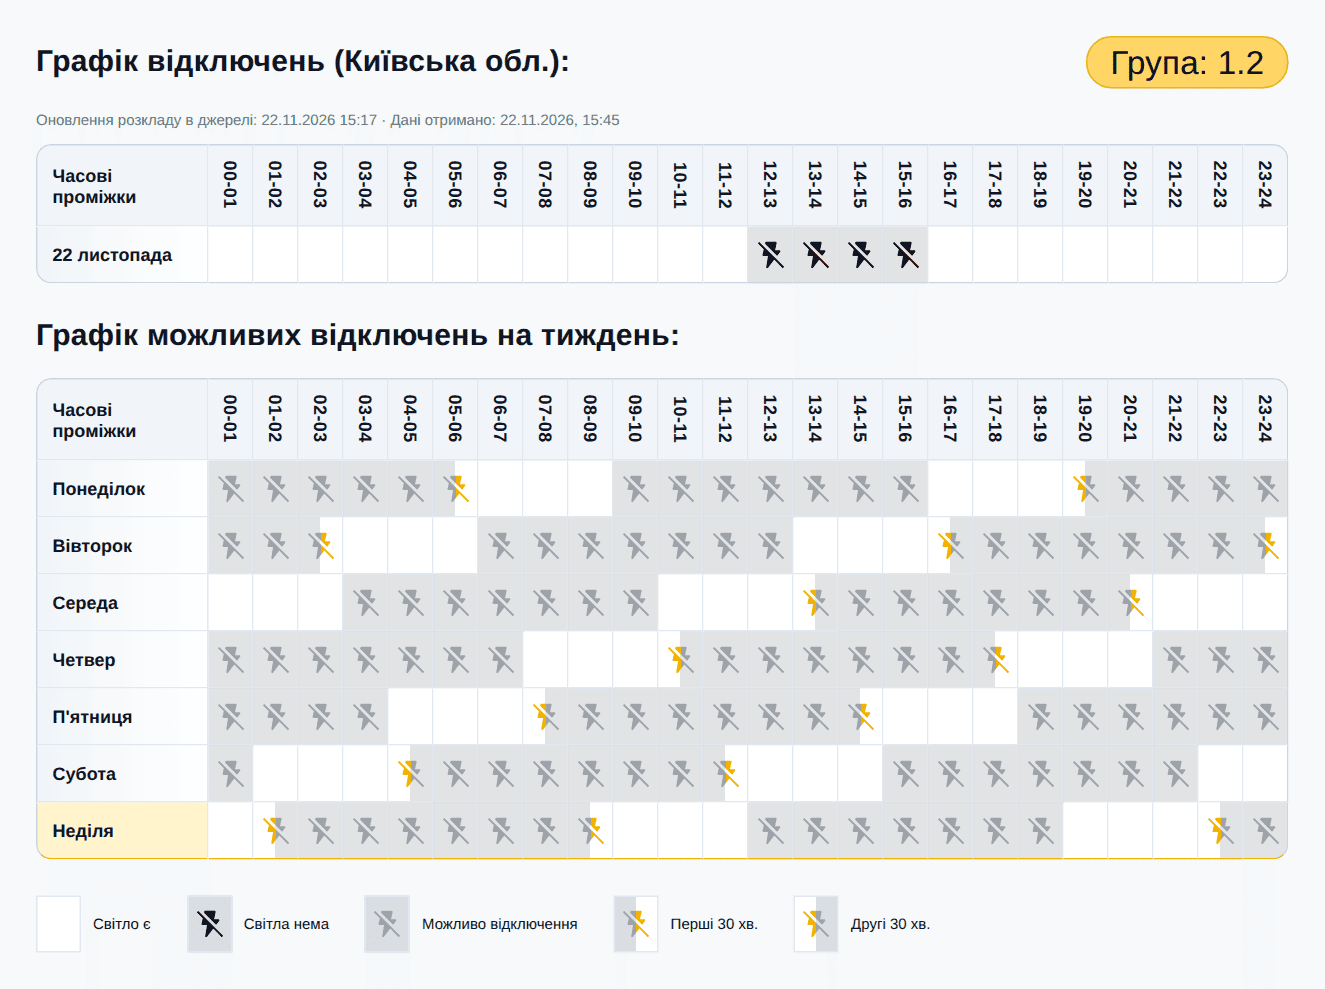 Графік відключень (Київська обл.):
Група: 1.2
Оновлення розкладу в джерелі: 22.11.2026 15:17 · Дані отримано: 22.11.2026, 15:45
Часові проміжки 00-01 01-02 02-03 03-04 04-05 05-06 06-07 07-08 08-09 09-10 10-11 11-12 12-13 13-14 14-15 15-16 16-17 17-18 18-19 19-20 20-21 21-22 22-23 23-24
22 листопада
Графік можливих відключень на тиждень:
Часові проміжки 00-01 01-02 02-03 03-04 04-05 05-06 06-07 07-08 08-09 09-10 10-11 11-12 12-13 13-14 14-15 15-16 16-17 17-18 18-19 19-20 20-21 21-22 22-23 23-24
Понеділок
Вівторок
Середа
Четвер
П'ятниця
Субота
Неділя
Світло є Світла нема Можливо відключення Перші 30 хв. Другі 30 хв.